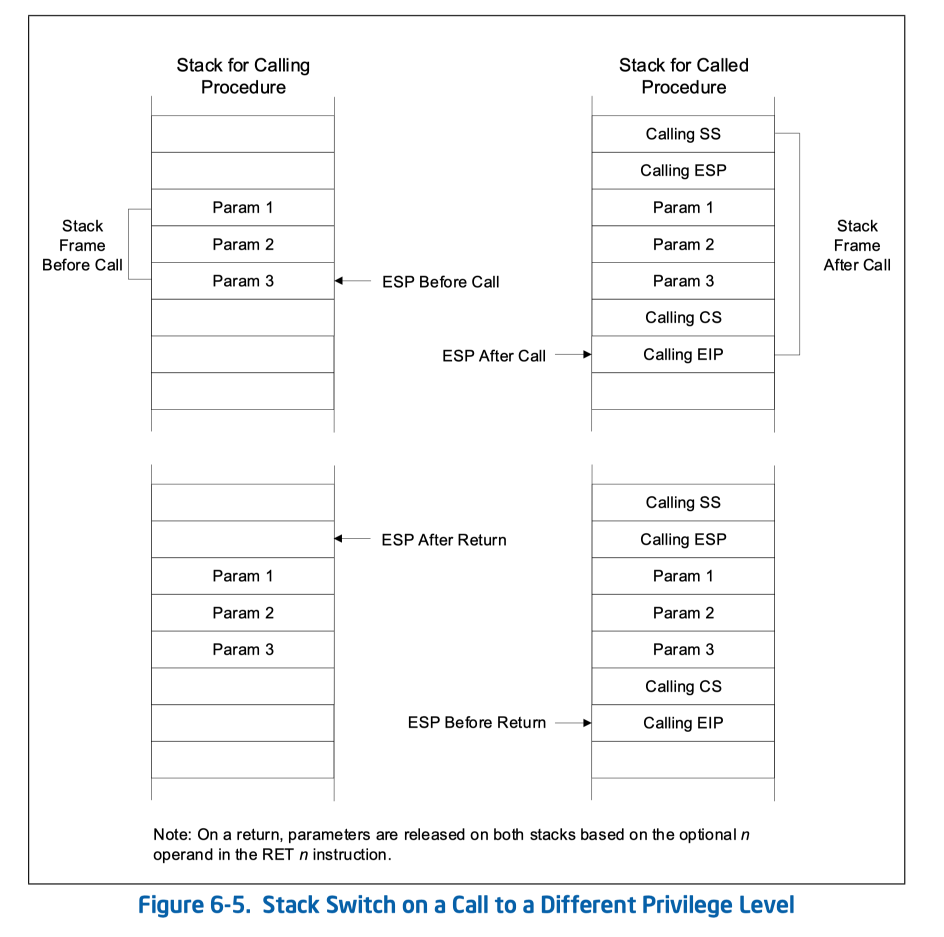 Stack for Calling
Procedure
Stack for Called
Procedure
Calling SS
Calling ESP
Stack
Frame
Before Call
Param 1
Param 2
Param 3
ESP Before Call
Param 1
Param 2
Param 3
Calling CS
ESP After Call
Calling EIP
Stack
Frame
After Call
ESP After Return
Param 1
Param 2
Param 3
Calling SS
Calling ESP
Param 1
Param 2
Param 3
Calling CS
ESP Before Return
Calling EIP
Note: On a return, parameters are released on both stacks based on the optional n
operand in the RET n instruction.
Figure 6-5. Stack Switch on a Call to a Different Privilege Level